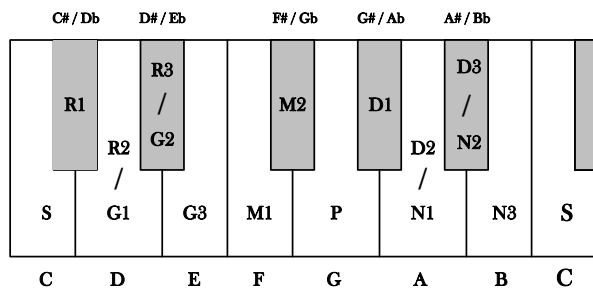 C# / Db D# / Eb F# / Gb G# / Ab A# / Bb
R1 R3 / G2 M2 D1 D3 / N2
R2 / D2 /
S G1 G3 M1 P N1 N3 S
C D E F G A B C